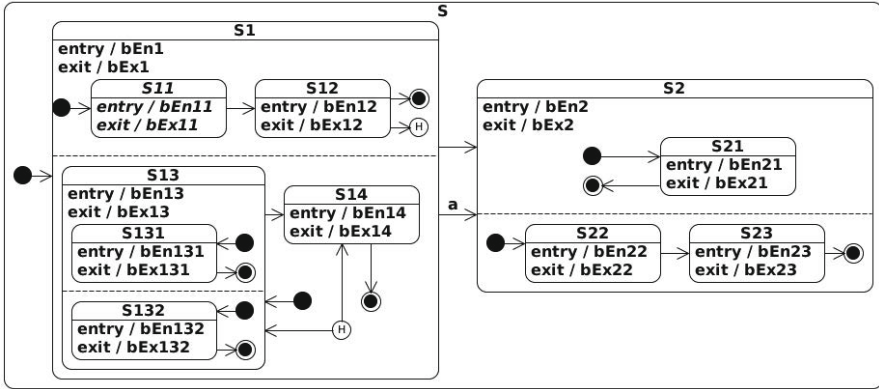 S
S1
entry / bEn1
exit / bEx1
S11
entry / bEn11
exit / bEx11
S12
entry / bEn12
exit / bEx12
H
S13
entry / bEn13
exit / bEx13
S131
entry / bEn131
exit / bEx131
S132
entry / bEn132
exit / bEx132
S14
entry / bEn14
exit / bEx14
H
a
S2
entry / bEn2
exit / bEx2
S21
entry / bEn21
exit / bEx21
S22
entry / bEn22
exit / bEx22
S23
entry / bEn23
exit / bEx23